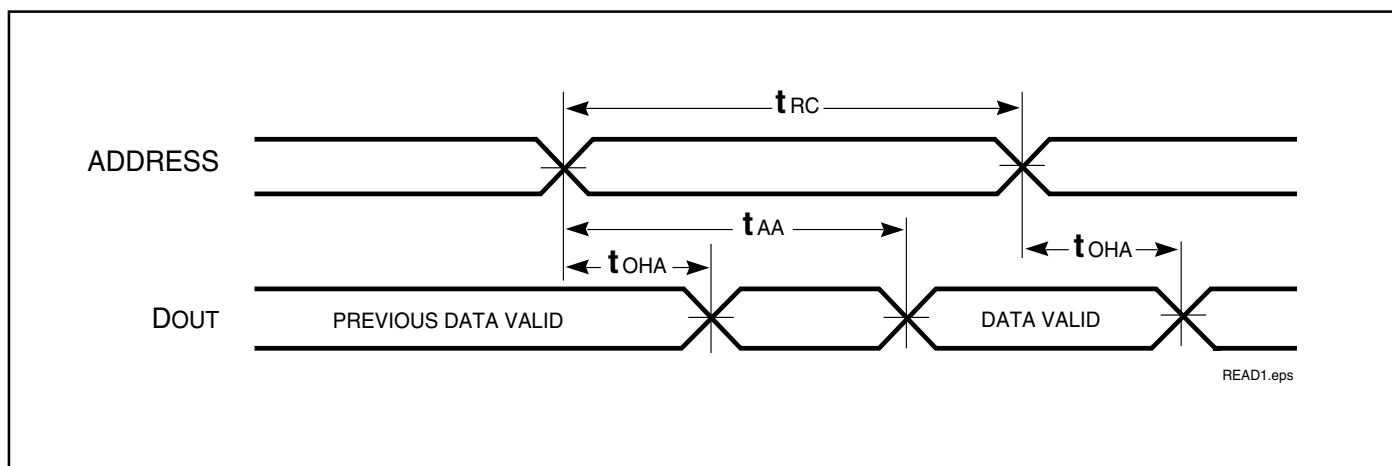 tRC
ADDRESS
tAA
tOHA
tOHA
DOUT
PREVIOUS DATA VALID
DATA VALID
READ1.eps